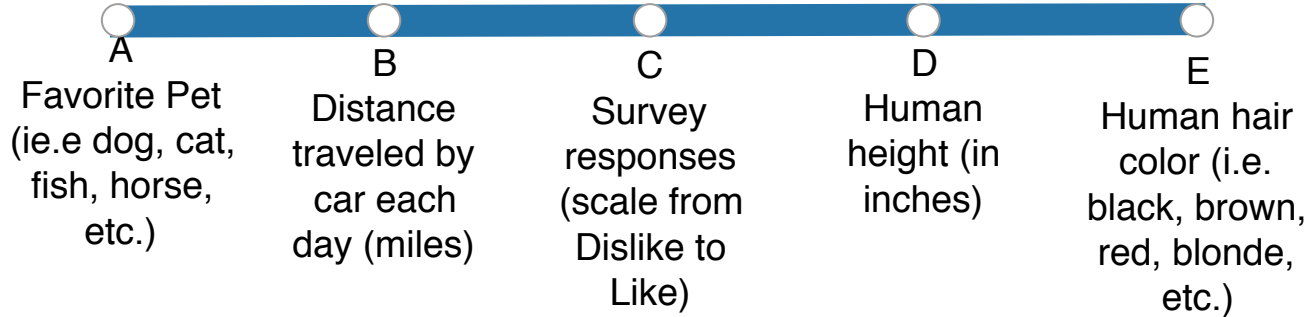 A
Favorite Pet
(ie.e dog, cat,
fish, horse,
etc.)
B
Distance
traveled by
car each
day (miles)
C
Survey
responses
(scale from
Dislike to
Like)
D
Human
height (in
inches)
E
Human hair
color (i.e.
black, brown,
red, blonde,
etc.)